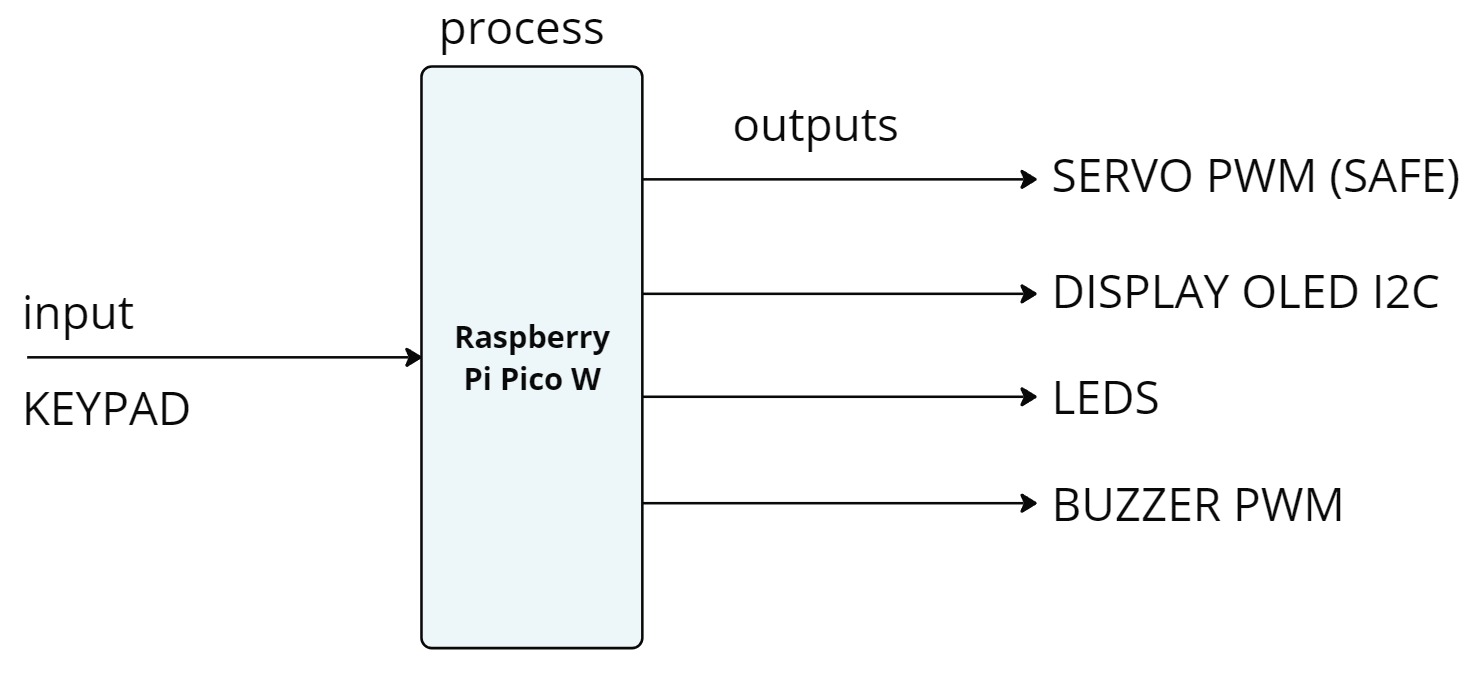 process
outputs
SERVO PWM (SAFE)
DISPLAY OLED I2C
input
Raspberry
Pi Pico W
KEYPAD
LEDS
BUZZER PWM